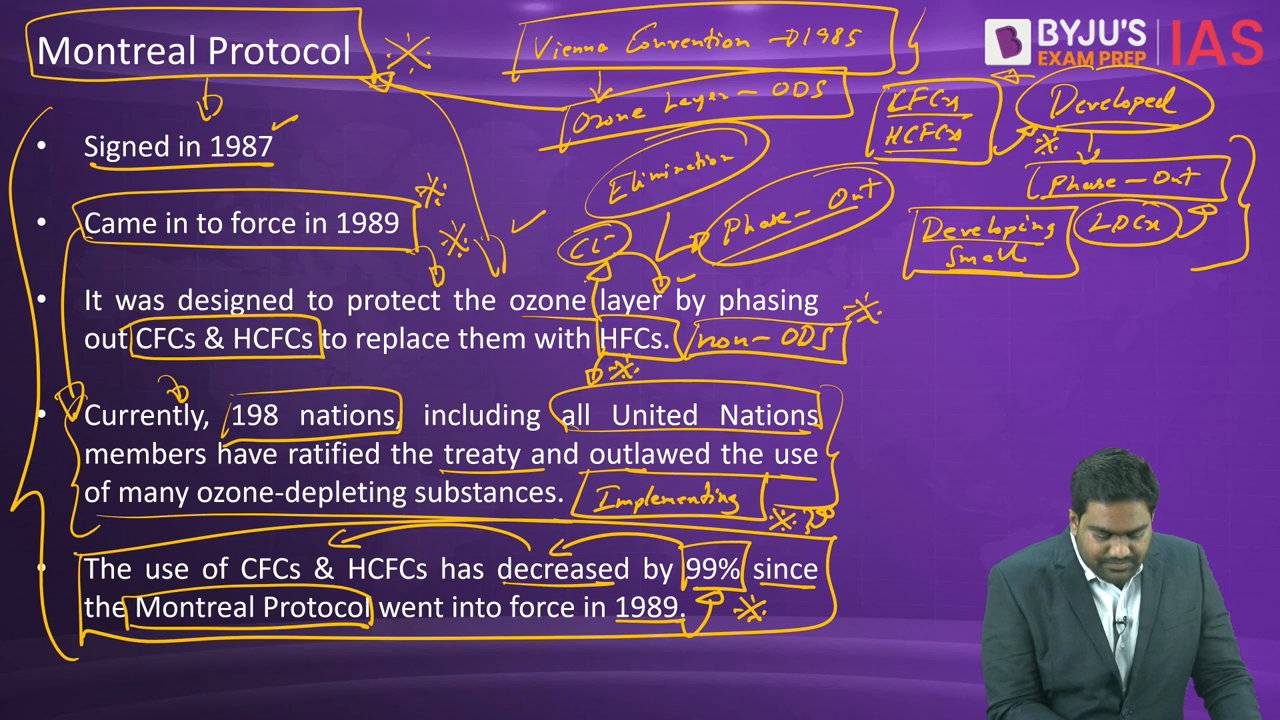 Montreal Protocol
Vienna Convention → 1985
BYJU'S IAS
EXAM PREP
Ozone Layer - ODS
CFCs
HCFCs
Developed
• Signed in 1987
Elimination
Phase-Out
Phase-Out
• Came in to force in 1989
Developing
Small
LDCs
• It was designed to protect the ozone layer by phasing
out CFCs & HCFCs to replace them with HFCs.
non-ODS
• Currently, 198 nations, including all United Nations
members have ratified the treaty and outlawed the use
of many ozone-depleting substances.
Implementing
• The use of CFCs & HCFCs has decreased by 99% since
the Montreal Protocol went into force in 1989.